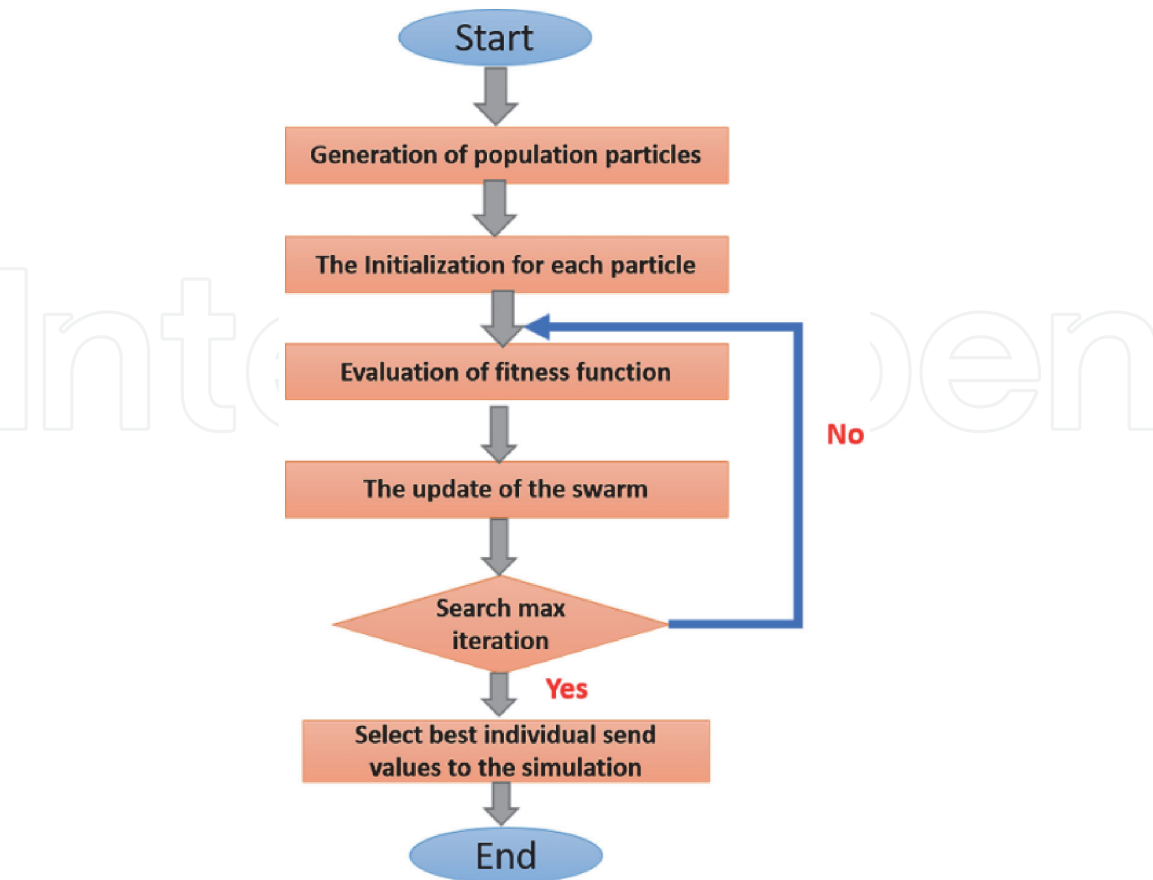 Start
Generation of population particles
The Initialization for each particle
Evaluation of fitness function
No
The update of the swarm
Search max
iteration
Yes
Select best individual send
values to the simulation
End